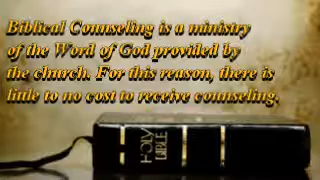 Biblical Counseling is a ministry
of the Word of God provided by
the church. For this reason, there is
little to no cost to receive counseling.
HOLY
BIBLE